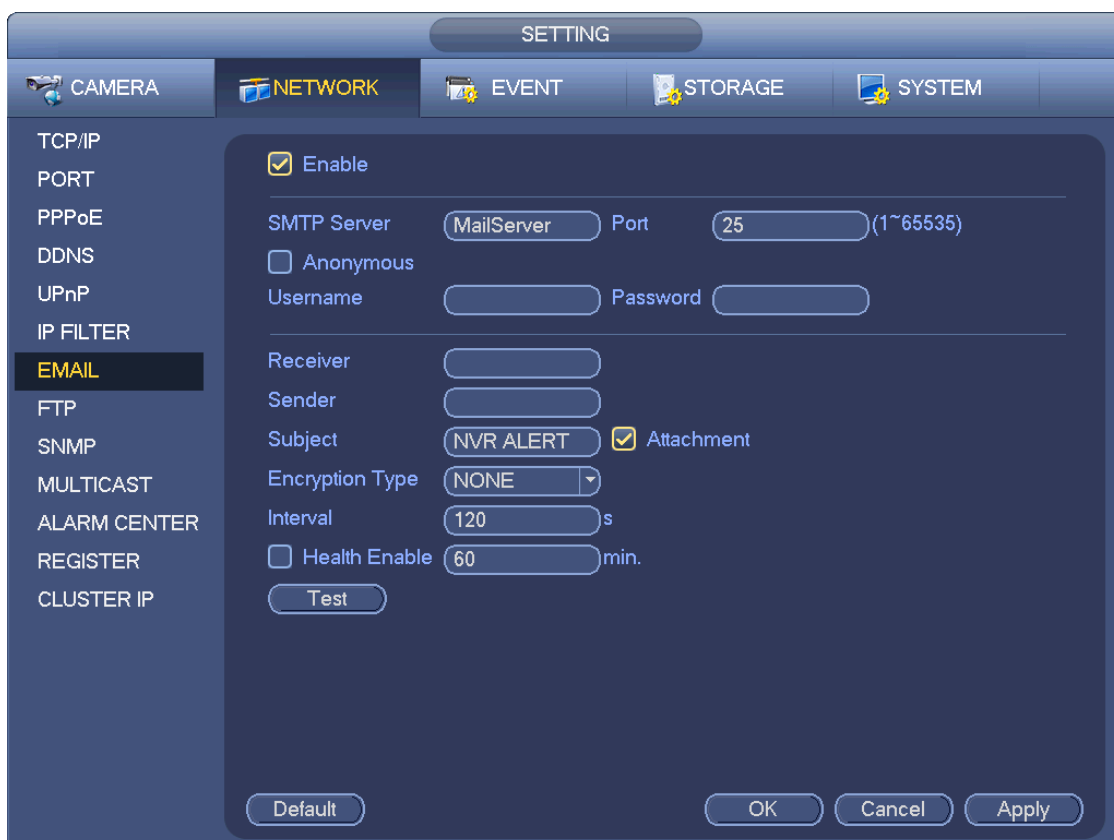 SETTING
CAMERA NETWORK EVENT STORAGE SYSTEM
TCP/IP
PORT
PPPoE
DDNS
UPnP
IP FILTER
EMAIL
FTP
SNMP
MULTICAST
ALARM CENTER
REGISTER
CLUSTER IP
Enable
SMTP Server MailServer Port 25 (1~65535)
Anonymous
Username Password
Receiver
Sender
Subject NVR ALERT Attachment
Encryption Type NONE
Interval 120 s
Health Enable 60 min.
Test
Default OK Cancel Apply